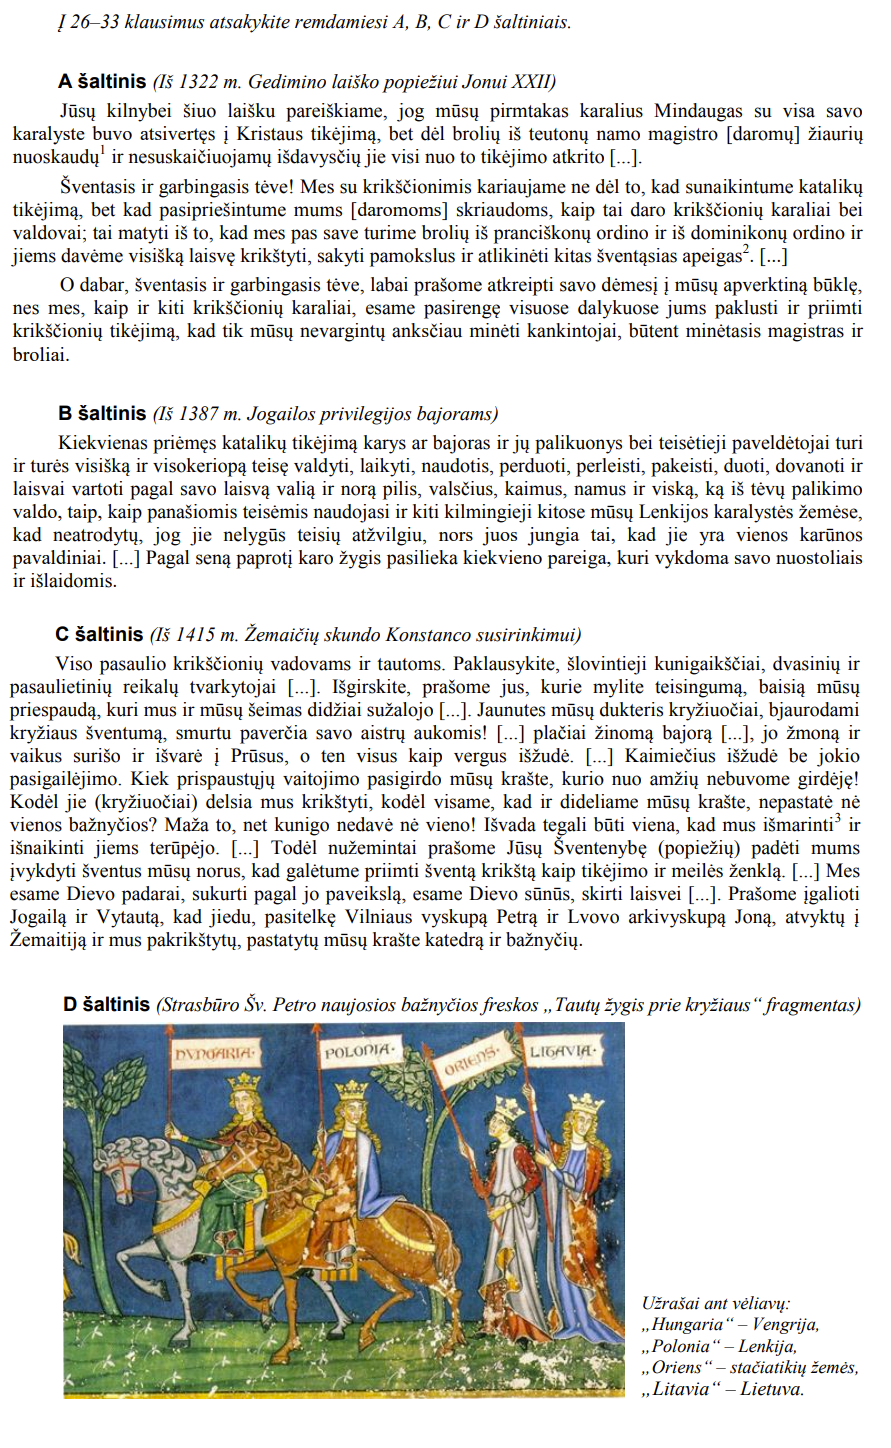 Į 26–33 klausimus atsakykite remdamiesi A, B, C ir D šaltiniais.
A šaltinis (Iš 1322 m. Gedimino laiško popiežiui Jonui XXII)
Jūsų kilnybei šiuo laišku pareiškiame, jog mūsų pirmtakas karalius Mindaugas su visa savo
karalyste buvo atsivertęs į Kristaus tikėjimą, bet dėl brolių iš teutonų namo magistro [daromų] žiaurių
nuoskaudų¹ ir nesuskaičiuojamų išdavysčių jie visi nuo to tikėjimo atkrito [...].
Šventasis ir garbingasis tėve! Mes su krikščionimis kariaujame ne dėl to, kad sunaikintume katalikų
tikėjimą, bet kad pasipriešintume mums [daromoms] skriaudoms, kaip tai daro krikščionių karaliai bei
valdovai; tai matyti iš to, kad mes pas save turime brolių iš pranciškonų ordino ir iš dominikonų ordino ir
jiems davėme visišką laisvę krikštyti, sakyti pamokslus ir atlikinėti kitas šventąsias apeigas². [...]
O dabar, šventasis ir garbingasis tėve, labai prašome atkreipti savo dėmesį į mūsų apverktiną būklę,
nes mes, kaip ir kiti krikščionių karaliai, esame pasirengę visuose dalykuose jums paklusti ir priimti
krikščionių tikėjimą, kad tik mūsų nevargintų anksčiau minėti kankintojai, būtent minėtasis magistras ir
broliai.
B šaltinis (Iš 1387 m. Jogailos privilegijos bajorams)
Kiekvienas priėmęs katalikų tikėjimą karys ar bajoras ir jų palikuonys bei teisėtieji paveldėtojai turi
ir turės visišką ir visokeriopą teisę valdyti, laikyti, naudotis, perduoti, perleisti, pakeisti, duoti, dovanoti ir
laisvai vartoti pagal savo laisvą valią ir norą pilis, valsčius, kaimus, namus ir viską, ką iš tėvų palikimo
valdo, taip, kaip panašiomis teisėmis naudojasi ir kiti kilmingieji kitose mūsų Lenkijos karalystės žemėse,
kad neatrodytų, jog jie nelygūs teisių atžvilgiu, nors juos jungia tai, kad jie yra vienos karūnos
pavaldiniai. [...] Pagal seną paprotį karo žygis pasilieka kiekvieno pareiga, kuri vykdoma savo nuostoliais
ir išlaidomis.
C šaltinis (Iš 1415 m. Žemaičių skundo Konstanco susirinkimui)
Viso pasaulio krikščionių vadovams ir tautoms. Paklausykite, šlovintieji kunigaikščiai, dvasinių ir
pasaulietinių reikalų tvarkytojai [...]. Išgirskite, prašome jus, kurie mylite teisingumą, baisią mūsų
priespaudą, kuri mus ir mūsų šeimas didžiai sužalojo [...]. Jaunutes mūsų dukteris kryžiuočiai, bjaurodami
kryžiaus šventumą, smurtu paverčia savo aistrų aukomis! [...] plačiai žinomą bajorą [...], jo žmoną ir
vaikus surišo ir išvarė į Prūsus, o ten visus kaip vergus išžudė. [...] Kaimiečius išžudė be jokio
pasigailėjimo. Kiek prispaustųjų vaitojimo pasigirdo mūsų krašte, kurio nuo amžių nebuvome girdėję!
Kodėl jie (kryžiuočiai) delsia mus krikštyti, kodėl visame, kad ir dideliame mūsų krašte, nepastatė nė
vienos bažnyčios? Maža to, net kunigo nedavė nė vieno! Išvada tegali būti viena, kad mus išmarinti³ ir
išnaikinti jiems terūpėjo. [...] Todėl nužemintai prašome Jūsų Šventenybę (popiežių) padėti mums
įvykdyti šventus mūsų norus, kad galėtume priimti šventą krikštą kaip tikėjimo ir meilės ženklą. [...] Mes
esame Dievo padarai, sukurti pagal jo paveikslą, esame Dievo sūnūs, skirti laisvei [...]. Prašome įgalioti
Jogailą ir Vytautą, kad jiedu, pasitelkę Vilniaus vyskupą Petrą ir Lvovo arkivyskupą Joną, atvyktų į
Žemaitiją ir mus pakrikštytų, pastatytų mūsų krašte katedrą ir bažnyčių.
D šaltinis (Strasbūro Šv. Petro naujosios bažnyčios freskos „Tautų žygis prie kryžiaus“ fragmentas)
HVNGARIA·
POLONIA·
ORIENS·
LITAVIA·
Užrašai ant vėliavų:
„Hungaria“ – Vengrija,
„Polonia“ – Lenkija,
„Oriens“ – stačiatikių žemės,
„Litavia“ – Lietuva.